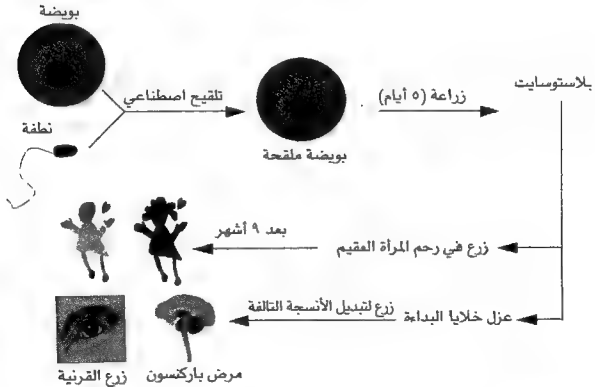 بويضة
نطفة
تلقيح اصطناعي
بويضة ملقحة
زراعة (٥ أيام)
بلاستوسايت
زرع في رحم المرأة العقيم
بعد ٩ أشهر
عزل خلايا البداءة
زرع لتبديل الأنسجة التالفة
مرض باركنسون
زرع القرنية